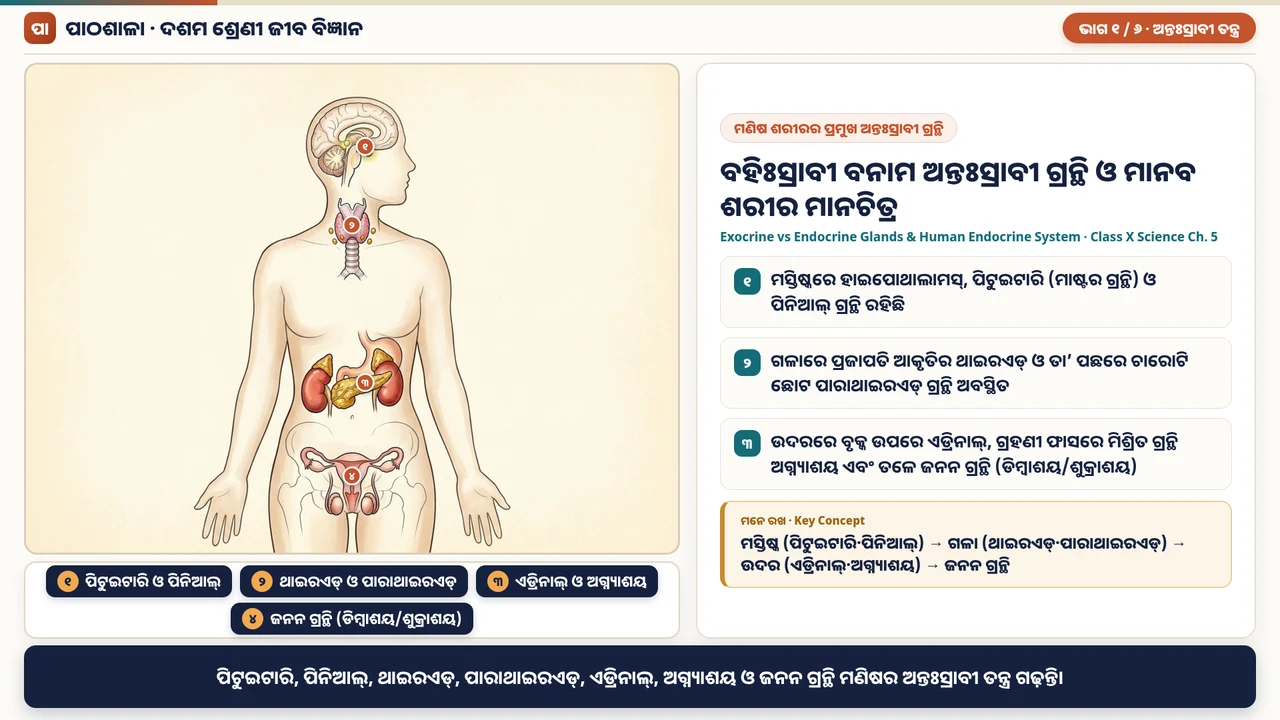 ପା ପାଠଶାଳା · ଦଶମ ଶ୍ରେଣୀ ଜୀବ ବିଜ୍ଞାନ
ଭାଗ ୧ / ୬ · ଅନ୍ତଃସ୍ରାବୀ ତନ୍ତ୍ର
୧
୨
୩
୪
୧ ପିଟୁଇଟାରି ଓ ପିନିଆଲ୍
୨ ଥାଇରଏଡ୍ ଓ ପାରାଥାଇରଏଡ୍
୩ ଏଡ୍ରିନାଲ୍ ଓ ଅଗ୍ନ୍ୟାଶୟ
୪ ଜନନ ଗ୍ରନ୍ଥି (ଡିମ୍ବାଶୟ/ଶୁକ୍ରାଶୟ)
ମଣିଷ ଶରୀରର ପ୍ରମୁଖ ଅନ୍ତଃସ୍ରାବୀ ଗ୍ରନ୍ଥି
ବହିଃସ୍ରାବୀ ବନାମ ଅନ୍ତଃସ୍ରାବୀ ଗ୍ରନ୍ଥି ଓ ମାନବ
ଶରୀର ମାନଚିତ୍ର
Exocrine vs Endocrine Glands & Human Endocrine System · Class X Science Ch. 5
୧ ମସ୍ତିଷ୍କରେ ହାଇପୋଥାଲାମସ୍, ପିଟୁଇଟାରି (ମାଷ୍ଟର ଗ୍ରନ୍ଥି) ଓ
ପିନିଆଲ୍ ଗ୍ରନ୍ଥି ରହିଛି
୨ ଗଳାରେ ପ୍ରଜାପତି ଆକୃତିର ଥାଇରଏଡ୍ ଓ ତା’ ପଛରେ ଚାରୋଟି
ଛୋଟ ପାରାଥାଇରଏଡ୍ ଗ୍ରନ୍ଥି ଅବସ୍ଥିତ
୩ ଉଦରରେ ବୃକ୍କ ଉପରେ ଏଡ୍ରିନାଲ୍, ଗ୍ରହଣୀ ଫାସରେ ମିଶ୍ରିତ ଗ୍ରନ୍ଥି
ଅଗ୍ନ୍ୟାଶୟ ଏବଂ ତଳେ ଜନନ ଗ୍ରନ୍ଥି (ଡିମ୍ବାଶୟ/ଶୁକ୍ରାଶୟ)
ମନେ ରଖ · Key Concept
ମସ୍ତିଷ୍କ (ପିଟୁଇଟାରି·ପିନିଆଲ୍) → ଗଳା (ଥାଇରଏଡ୍·ପାରାଥାଇରଏଡ୍) →
ଉଦର (ଏଡ୍ରିନାଲ୍·ଅଗ୍ନ୍ୟାଶୟ) → ଜନନ ଗ୍ରନ୍ଥି
ପିଟୁଇଟାରି, ପିନିଆଲ୍, ଥାଇରଏଡ୍, ପାରାଥାଇରଏଡ୍, ଏଡ୍ରିନାଲ୍, ଅଗ୍ନ୍ୟାଶୟ ଓ ଜନନ ଗ୍ରନ୍ଥି ମଣିଷର ଅନ୍ତଃସ୍ରାବୀ ତନ୍ତ୍ର ଗଢ଼ନ୍ତି।